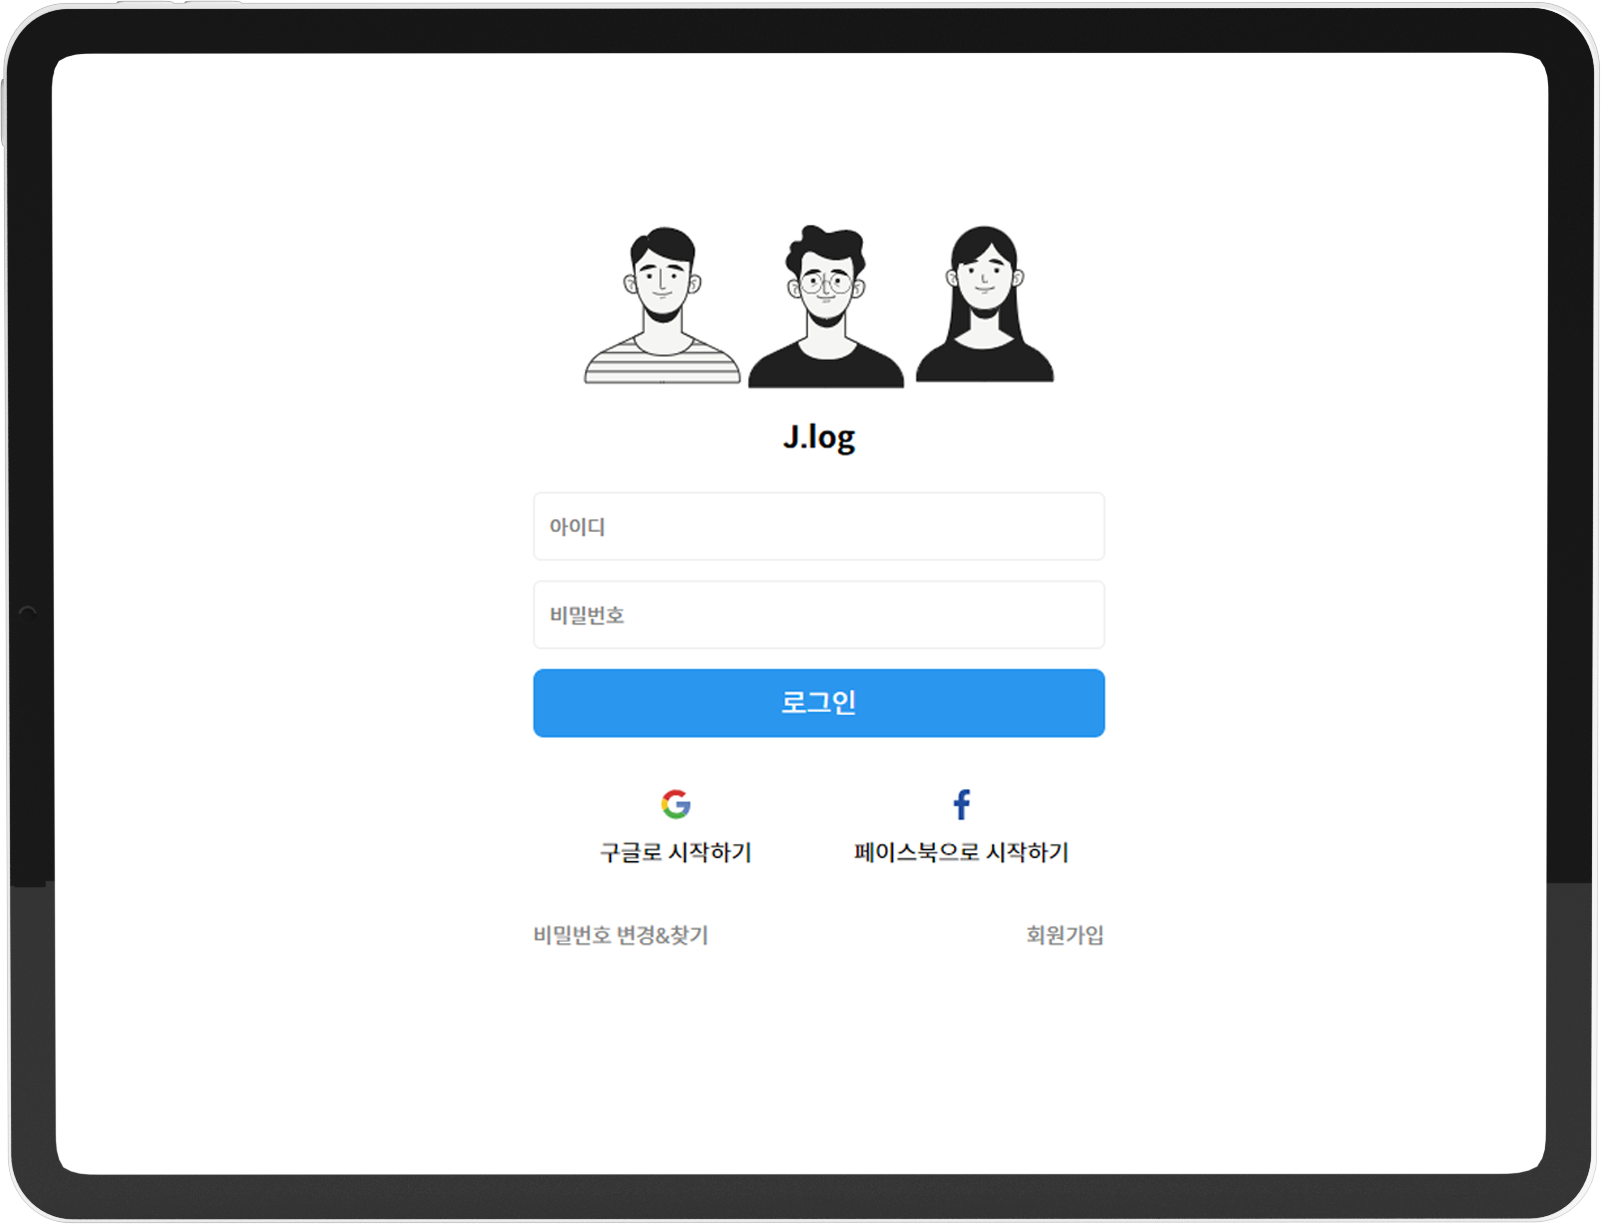 J.log
아이디
비밀번호
로그인
구글로 시작하기
페이스북으로 시작하기
비밀번호 변경&찾기
회원가입